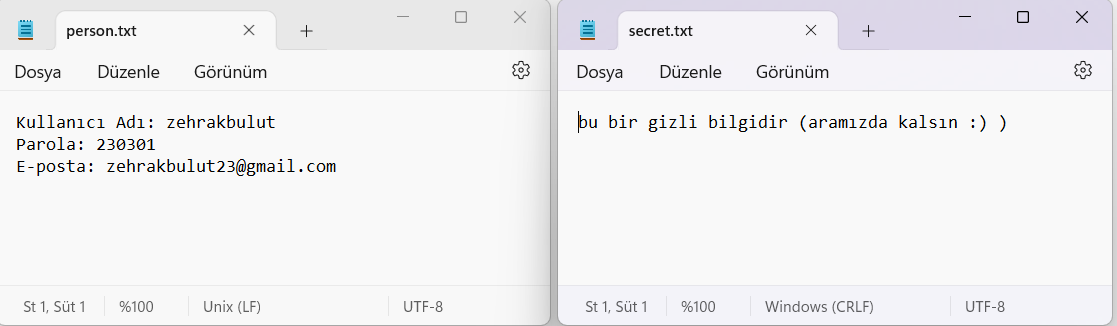 person.txt
Dosya Düzenle Görünüm
Kullanıcı Adı: zehrakbulut
Parola: 230301
E-posta: zehrakbulut23@gmail.com
St 1, Süt 1 %100 Unix (LF) UTF-8
secret.txt
Dosya Düzenle Görünüm
bu bir gizli bilgidir (aramızda kalsın :) )
St 1, Süt 1 %100 Windows (CRLF) UTF-8